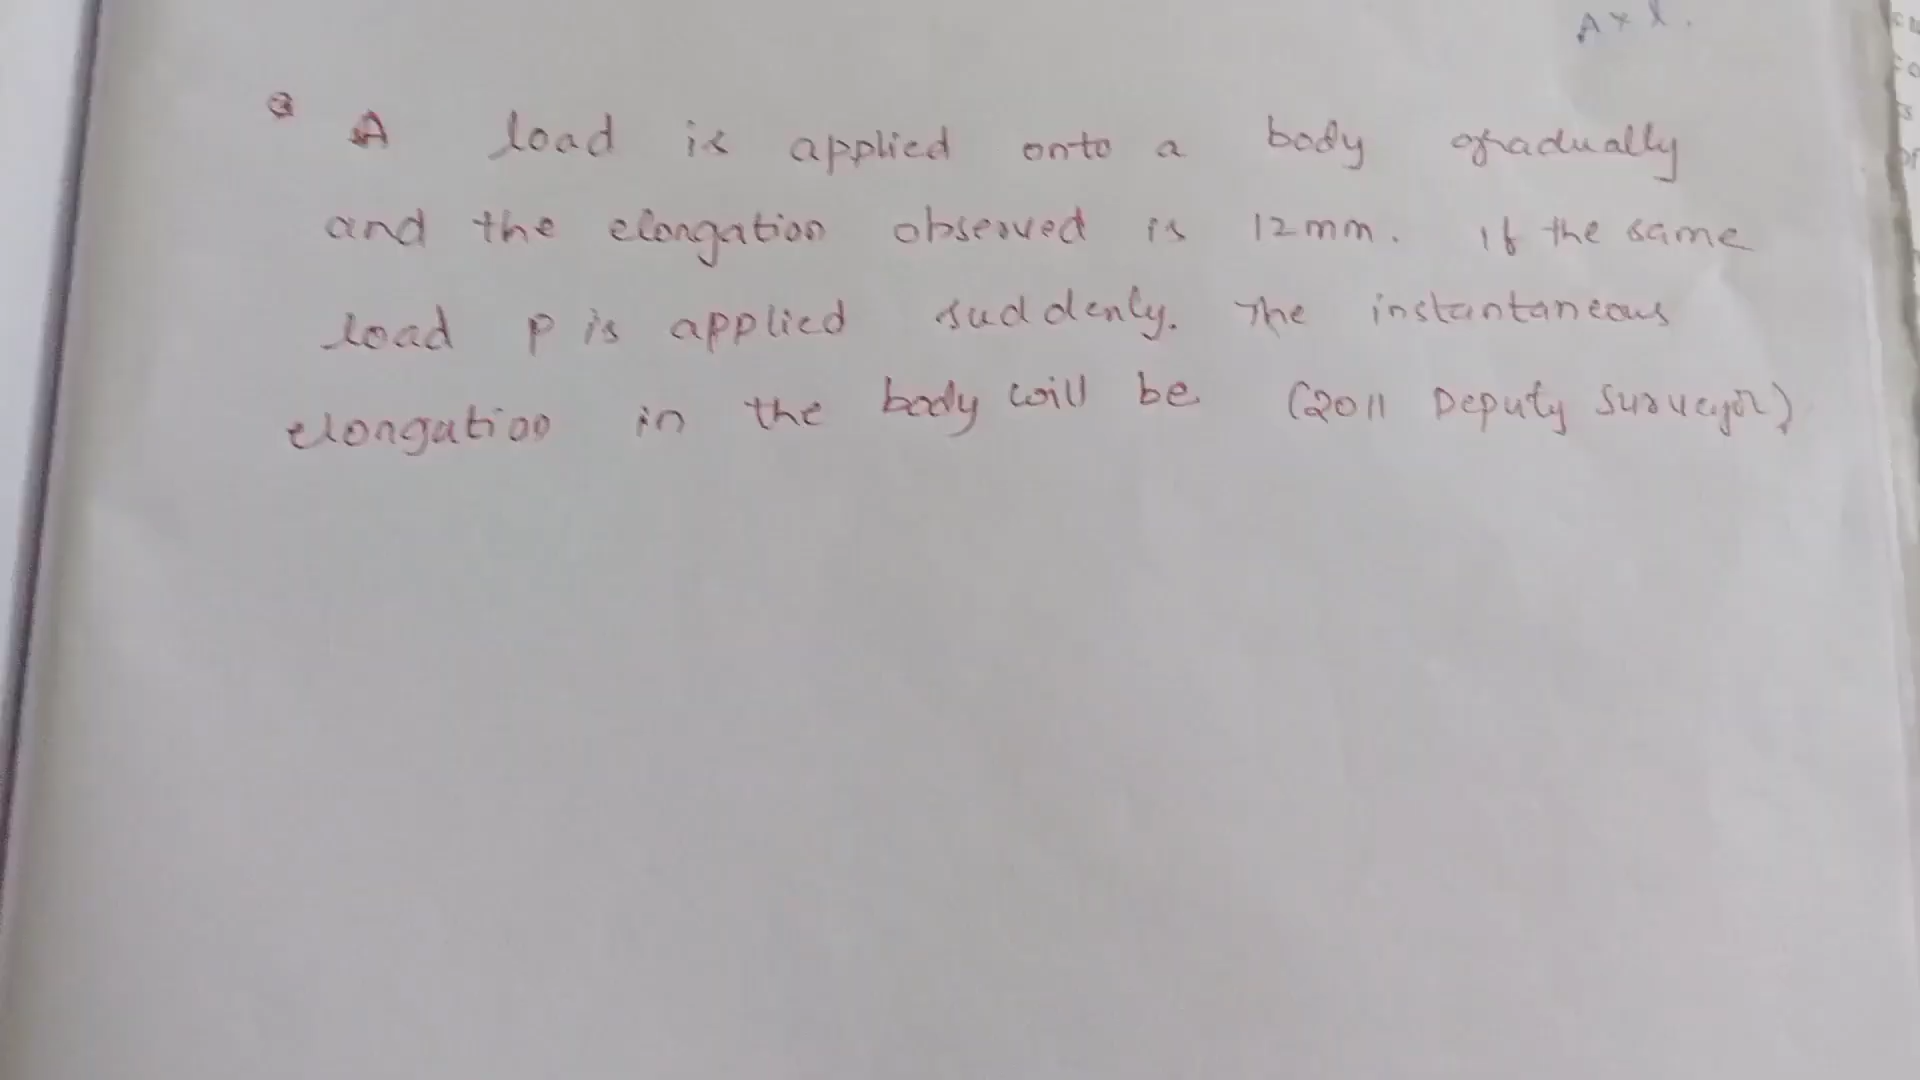 A x l.
Q A load is applied onto a body gradually
and the elongation observed is 12mm. If the same
load P is applied suddenly. The instantaneous
elongation in the body will be (2011 Deputy Surveyor)